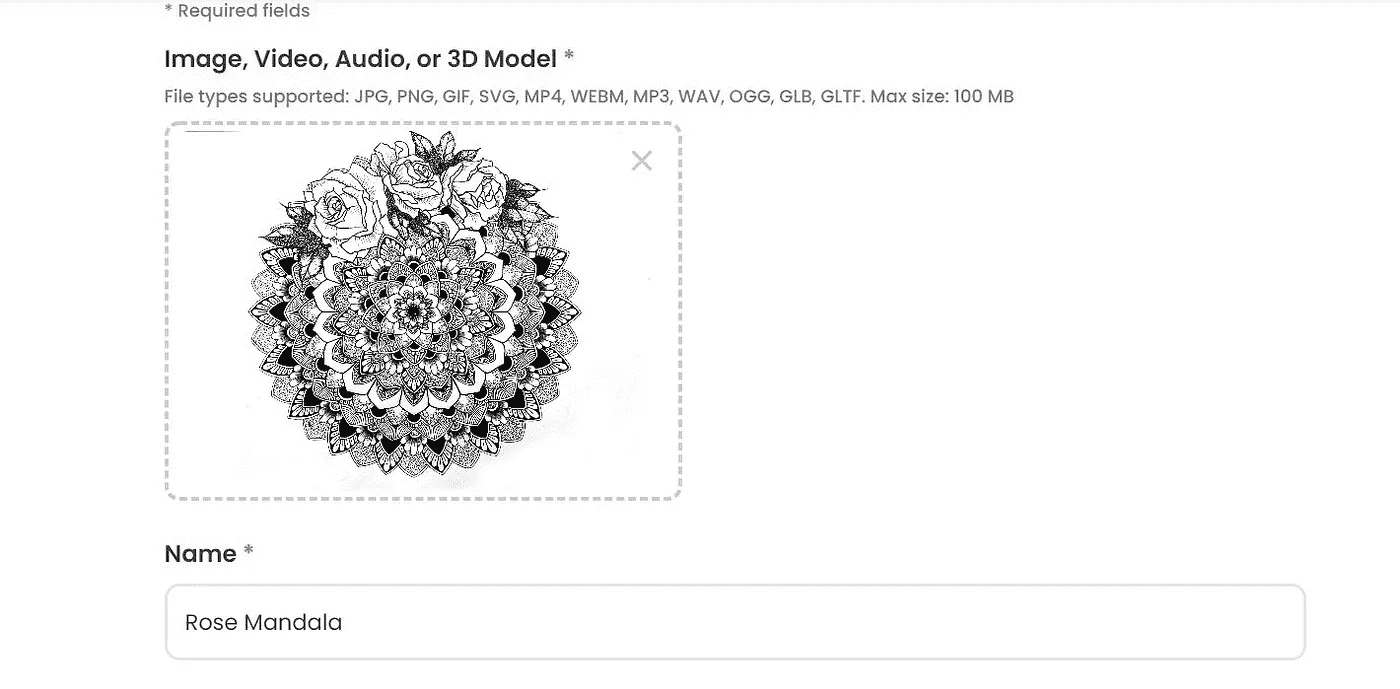 * Required fields
Image, Video, Audio, or 3D Model *
File types supported: JPG, PNG, GIF, SVG, MP4, WEBM, MP3, WAV, OGG, GLB, GLTF. Max size: 100 MB
Name *
Rose Mandala